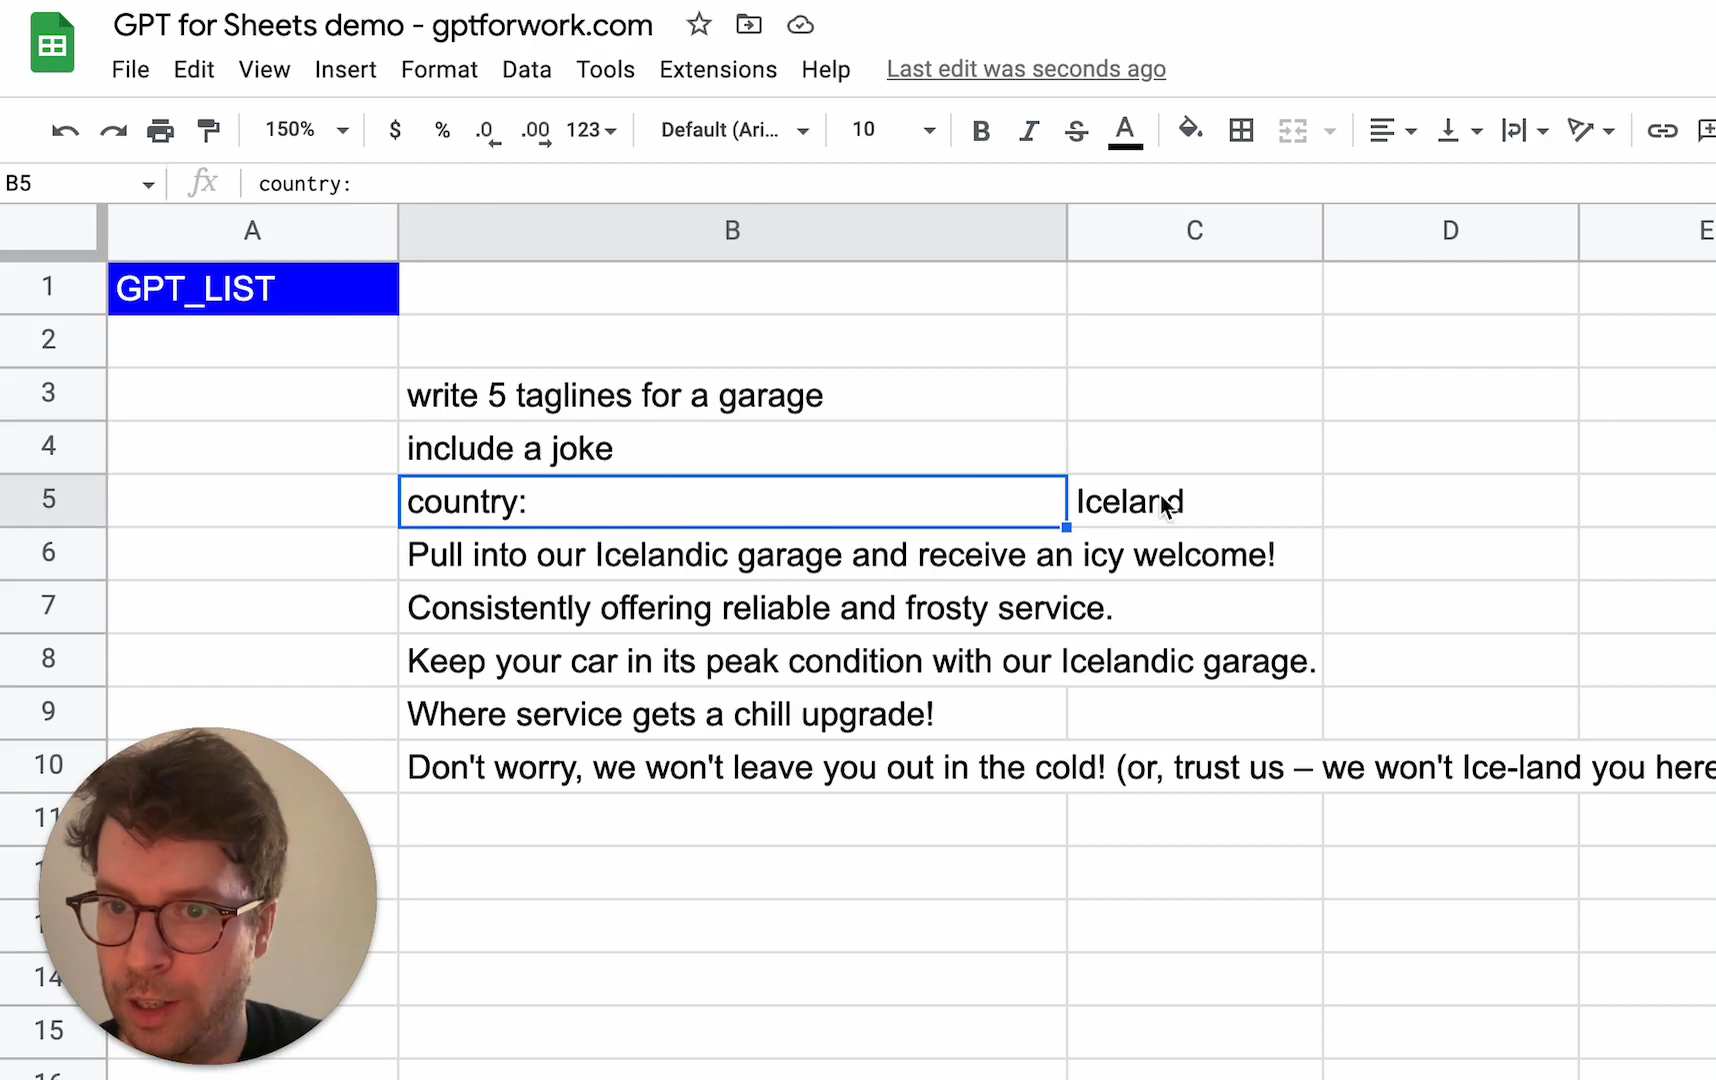 GPT for Sheets demo - gptforwork.com
File Edit View Insert Format Data Tools Extensions Help Last edit was seconds ago
150% $ % .0 .00 123 Default (Ari... 10 B I S A
B5 fx country:
A B C D E
1 GPT_LIST
2
3 write 5 taglines for a garage
4 include a joke
5 country: Iceland
6 Pull into our Icelandic garage and receive an icy welcome!
7 Consistently offering reliable and frosty service.
8 Keep your car in its peak condition with our Icelandic garage.
9 Where service gets a chill upgrade!
10 Don't worry, we won't leave you out in the cold! (or, trust us – we won't Ice-land you here
11
14
15